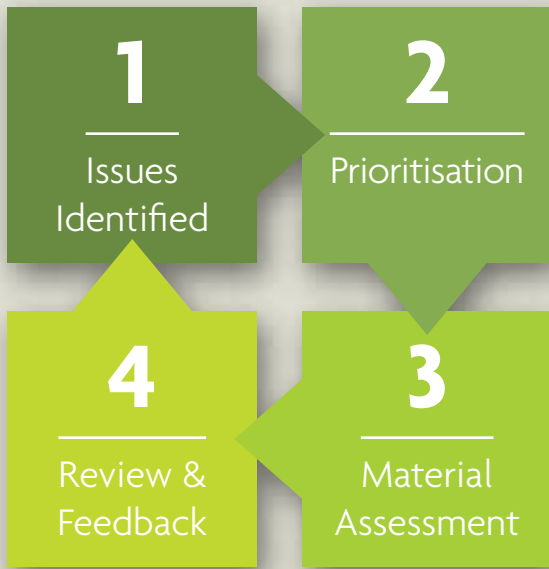 1
Issues
Identified
2
Prioritisation
3
Material
Assessment
4
Review &
Feedback